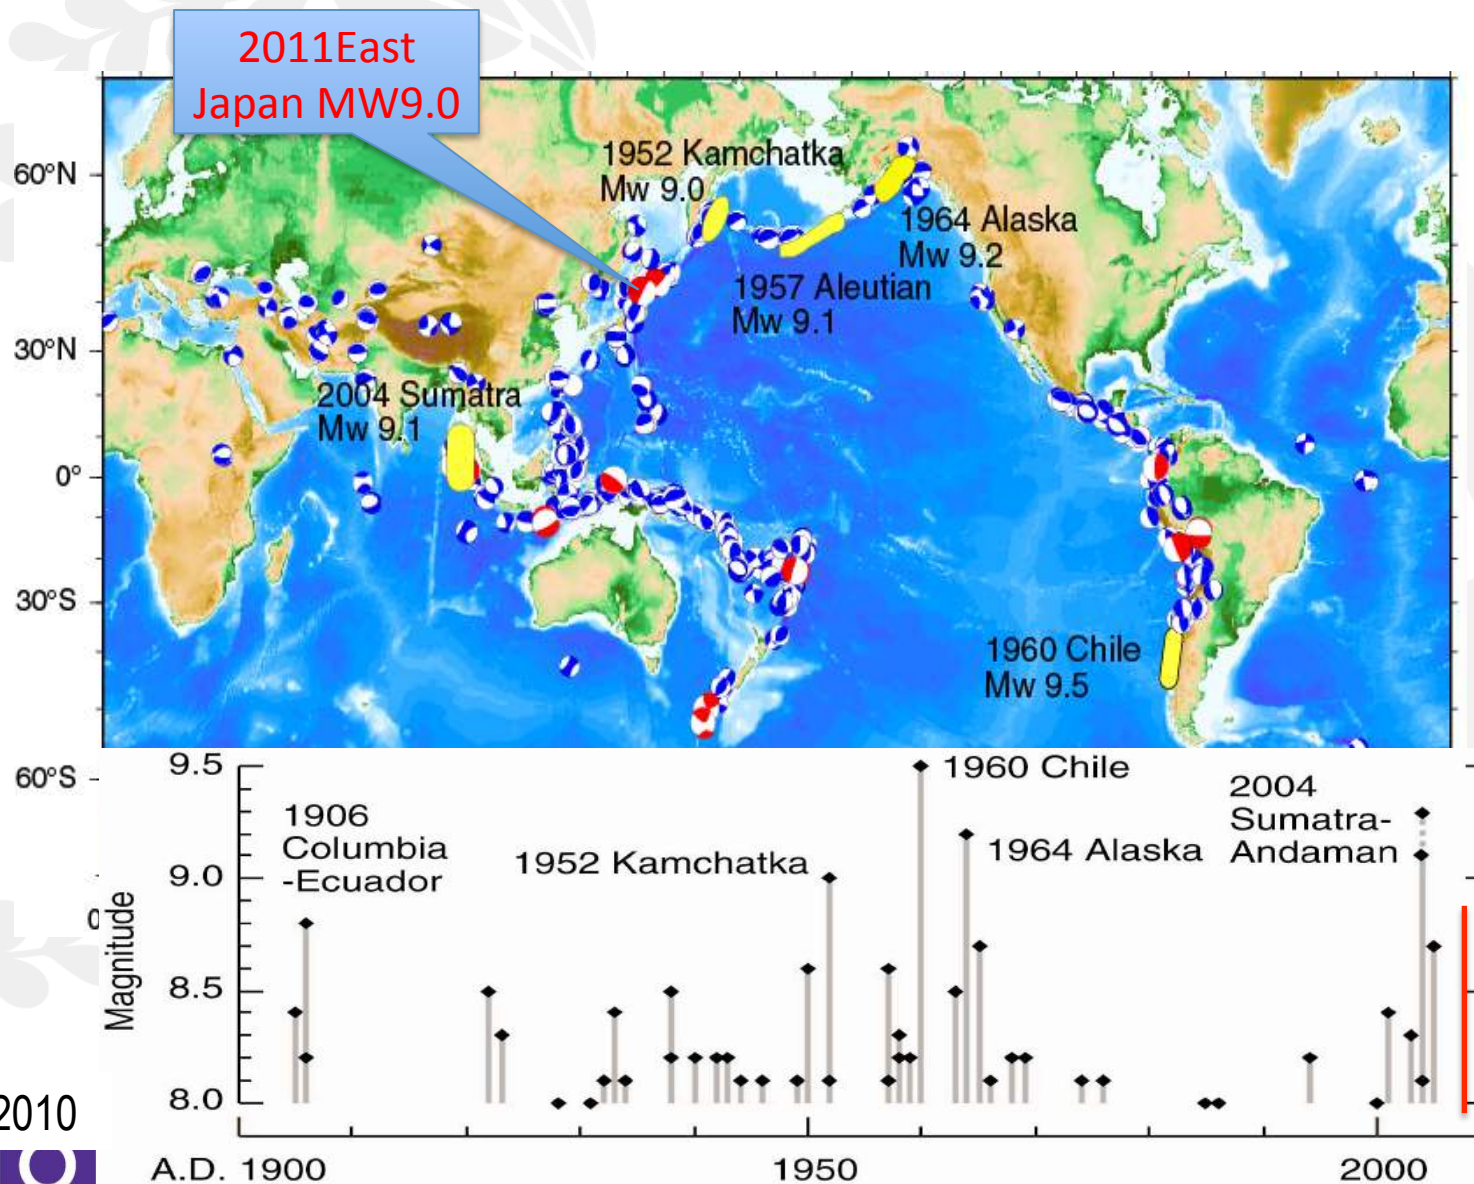 2011East
Japan MW9.0
1952 Kamchatka
Mw 9.0
60°N
1964 Alaska
Mw 9.2
1957 Aleutian
Mw 9.1
30°N
2004 Sumatra
Mw 9.1
0°
30°S
1960 Chile
Mw 9.5
60°S
9.5
1960 Chile
2004
Sumatra-
Andaman
1906
Columbia
-Ecuador
1952 Kamchatka
1964 Alaska
9.0
Magnitude
8.5
8.0
2010
A.D. 1900
1950
2000